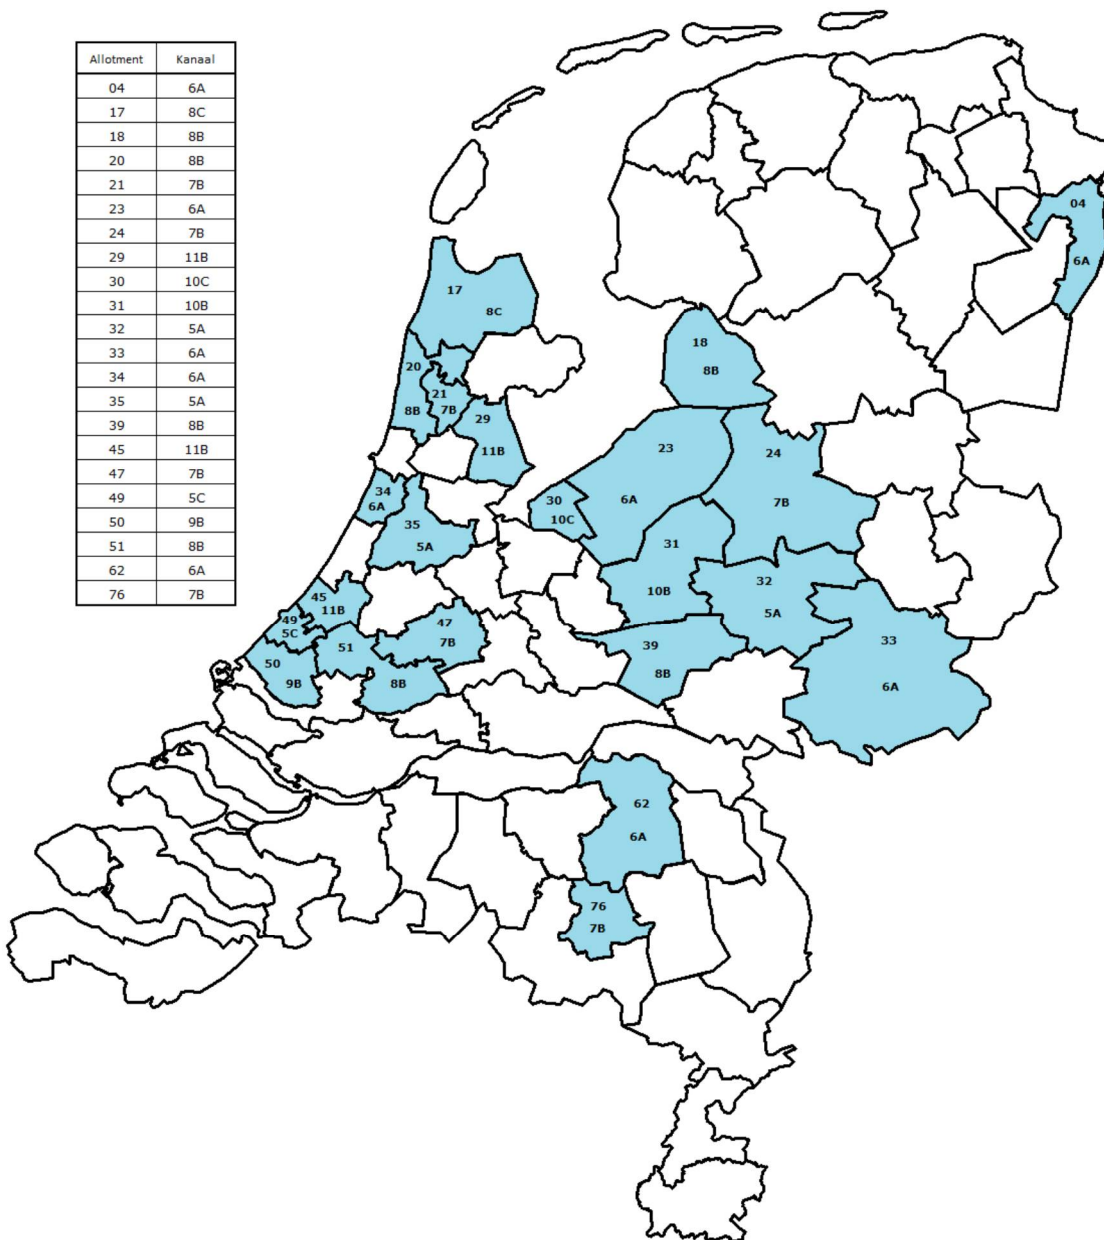 Allotment Kanaal
04 6A
17 8C
18 8B
20 8B
21 7B
23 6A
24 7B
29 11B
30 10C
31 10B
32 5A
33 6A
34 6A
35 5A
39 8B
45 11B
47 7B
49 5C
50 9B
51 8B
62 6A
76 7B
04
6A
17
8C
18
8B
20
8B
21
7B
29
11B
23
6A
24
7B
34
6A
30
10C
35
5A
31
10B
32
5A
45
11B
49
5C
47
7B
51
8B
50
9B
39
8B
33
6A
62
6A
76
7B